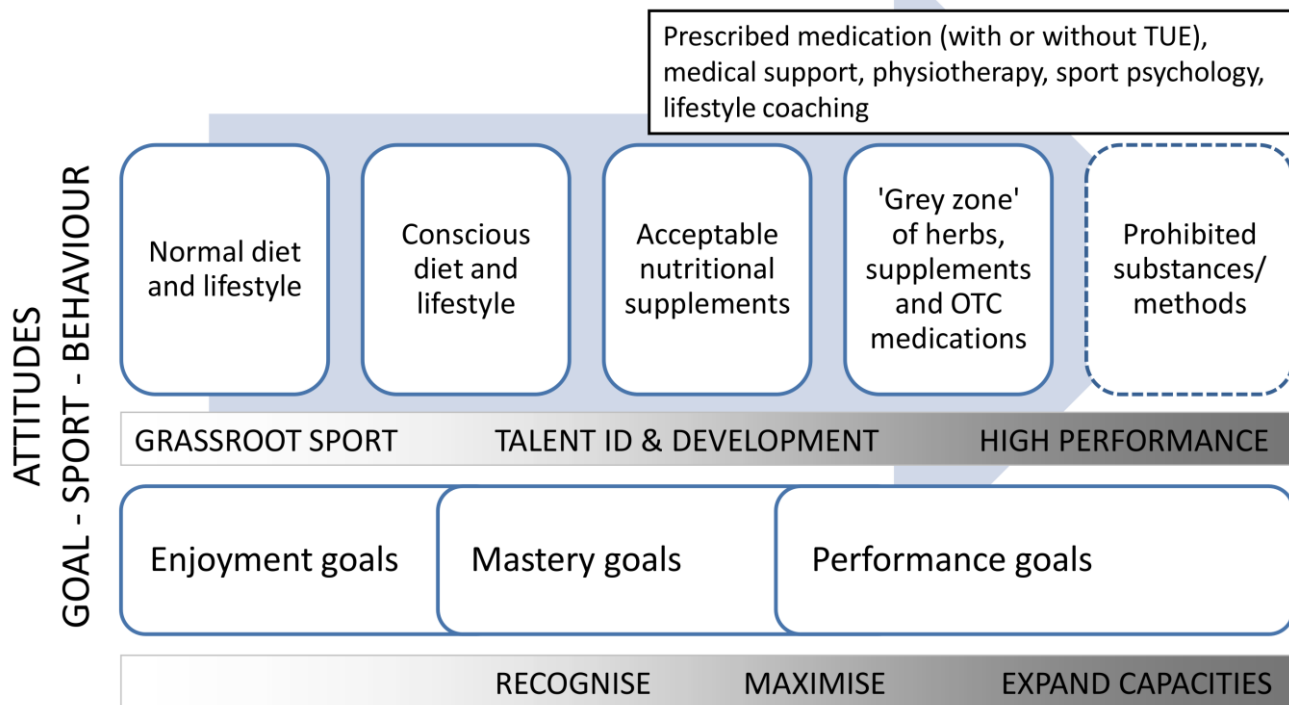 Prescribed medication (with or without TUE),
medical support, physiotherapy, sport psychology,
lifestyle coaching
ATTITUDES
GOAL - SPORT - BEHAVIOUR
Normal diet
and lifestyle
Conscious
diet and
lifestyle
Acceptable
nutritional
supplements
'Grey zone'
of herbs,
supplements
and OTC
medications
Prohibited
substances/
methods
GRASSROOT SPORT
TALENT ID & DEVELOPMENT
HIGH PERFORMANCE
Enjoyment goals
Mastery goals
Performance goals
RECOGNISE
MAXIMISE
EXPAND CAPACITIES